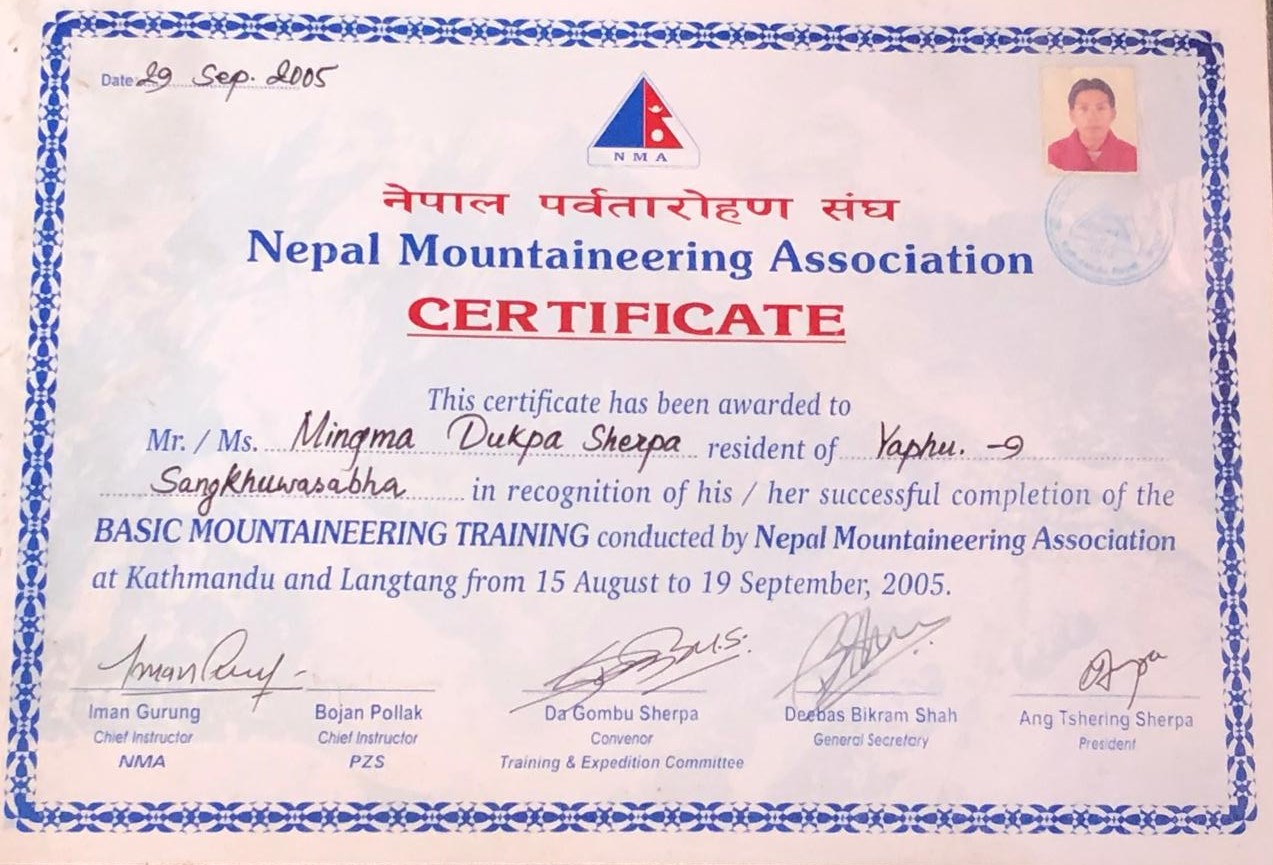 Date: 29 Sep. 2005
NMA
नेपाल पर्वतारोहण संघ
Nepal Mountaineering Association
CERTIFICATE
This certificate has been awarded to
Mr. / Ms. Mingma Dukpa Sherpa resident of Yaphu. -9
Sangkhuwasabha in recognition of his / her successful completion of the
BASIC MOUNTAINEERING TRAINING conducted by Nepal Mountaineering Association
at Kathmandu and Langtang from 15 August to 19 September, 2005.
Iman Gurung Bojan Pollak Da Gombu Sherpa Deebas Bikram Shah Ang Tshering Sherpa
Chief Instructor Chief Instructor Convenor General Secretary President
NMA PZS Training & Expedition Committee